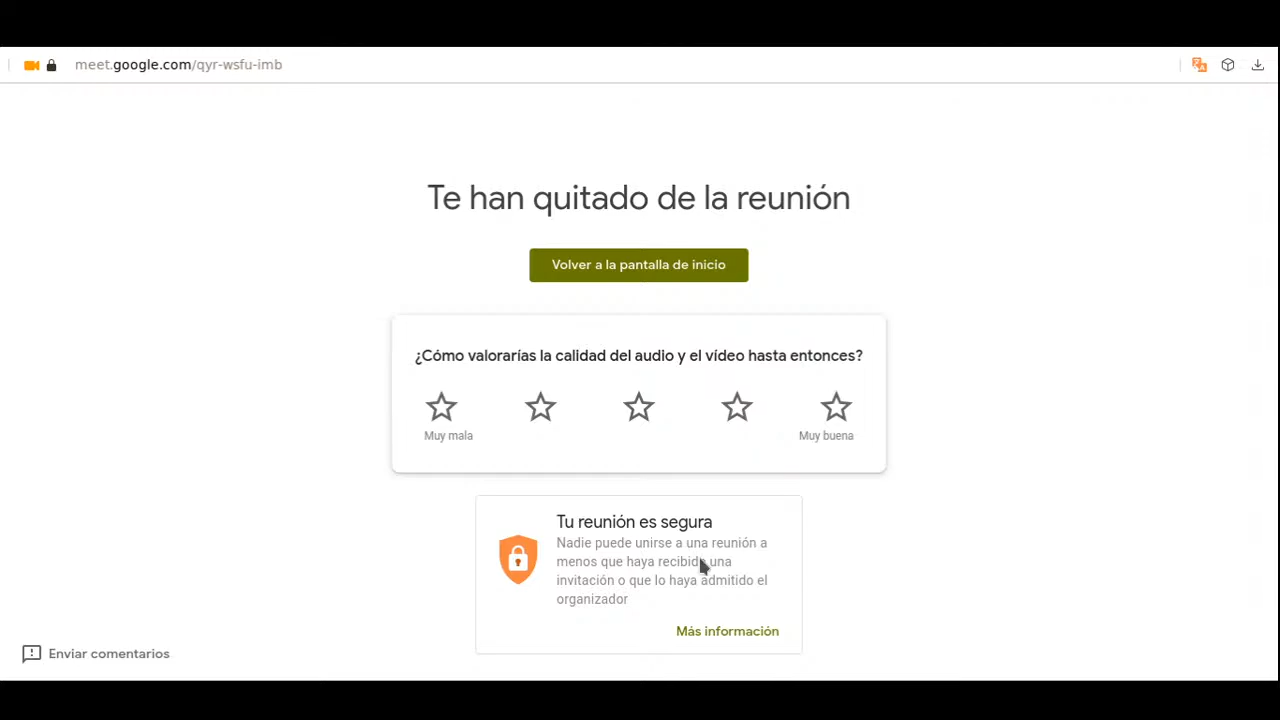 meet.google.com/qyr-wsfu-imb
Te han quitado de la reunión
Volver a la pantalla de inicio
¿Cómo valorarías la calidad del audio y el vídeo hasta entonces?
Muy mala
Muy buena
Tu reunión es segura
Nadie puede unirse a una reunión a
menos que haya recibido una
invitación o que lo haya admitido el
organizador
Más información
Enviar comentarios